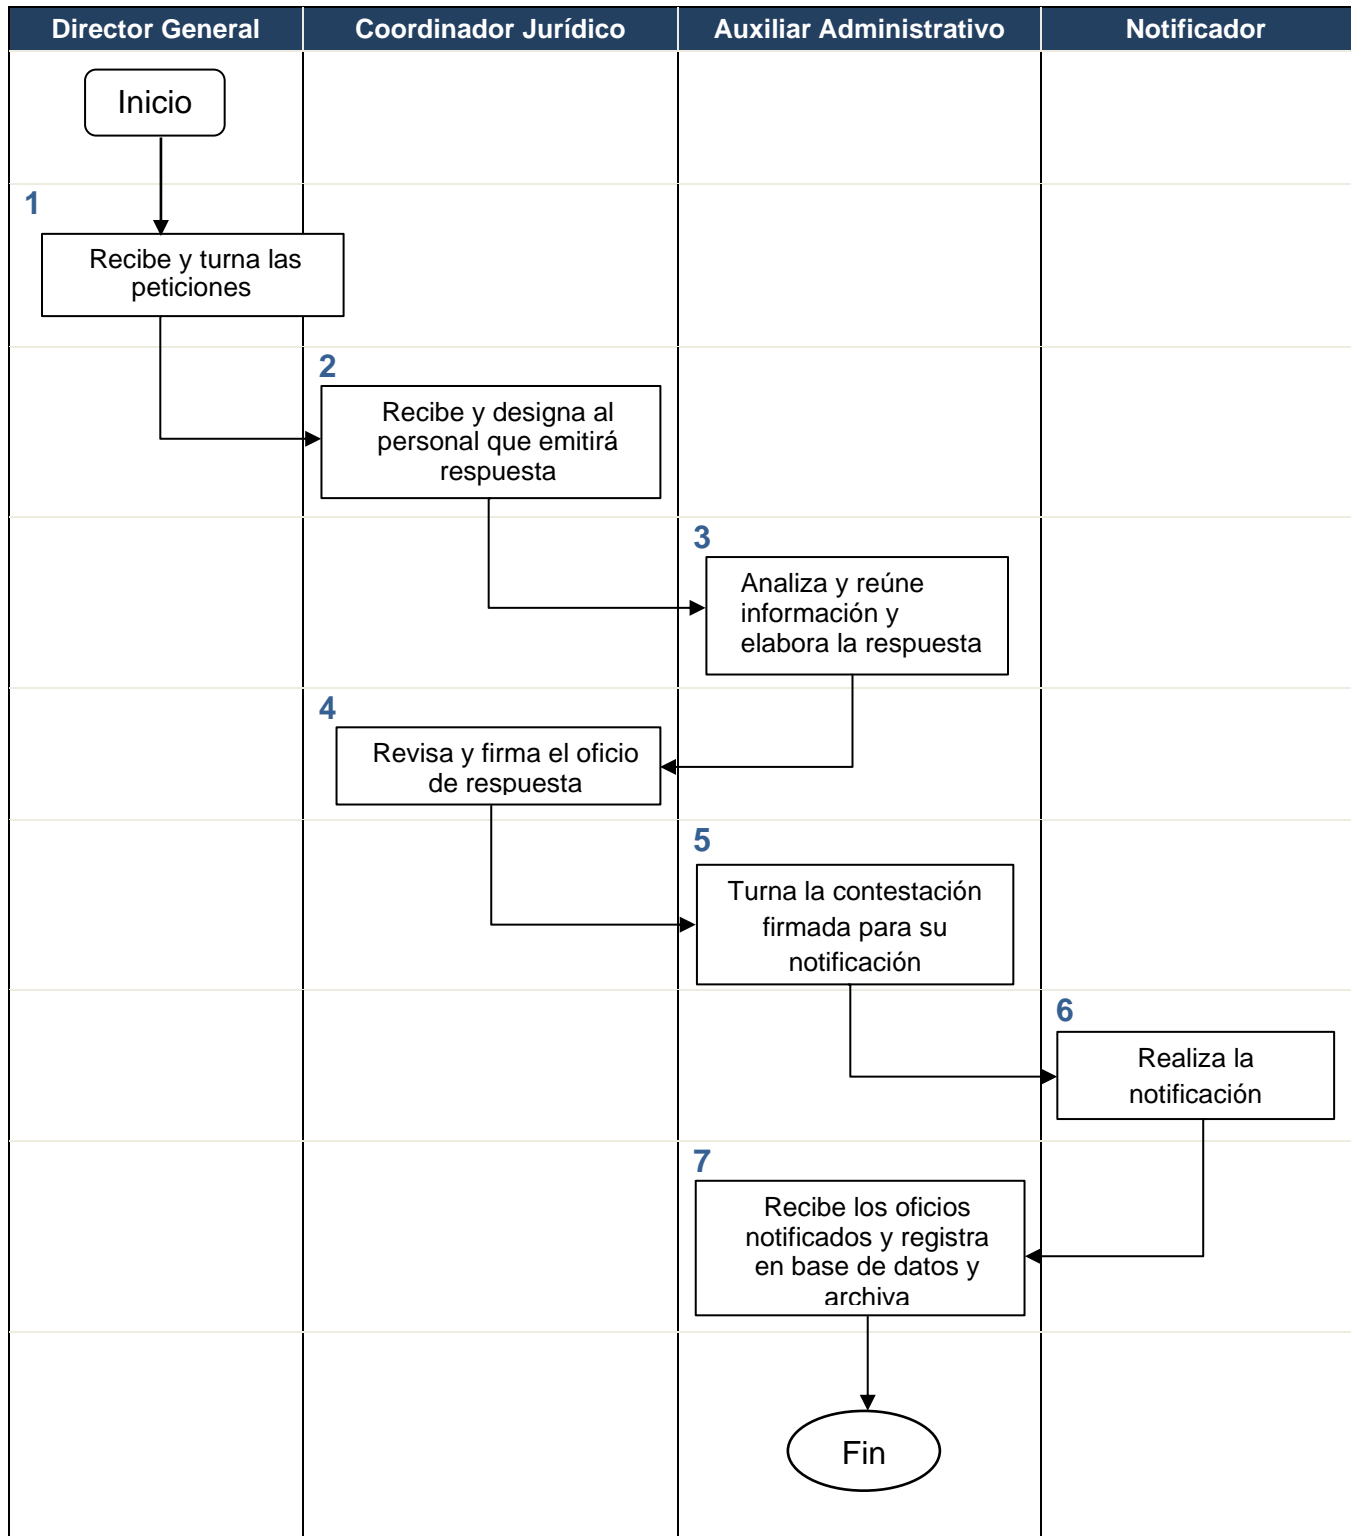 Director General
Coordinador Jurídico
Auxiliar Administrativo
Notificador
Inicio
1
Recibe y turna las
peticiones
2
Recibe y designa al
personal que emitirá
respuesta
3
Analiza y reúne
información y
elabora la respuesta
4
Revisa y firma el oficio
de respuesta
5
Turna la contestación
firmada para su
notificación
6
Realiza la
notificación
7
Recibe los oficios
notificados y registra
en base de datos y
archiva
Fin